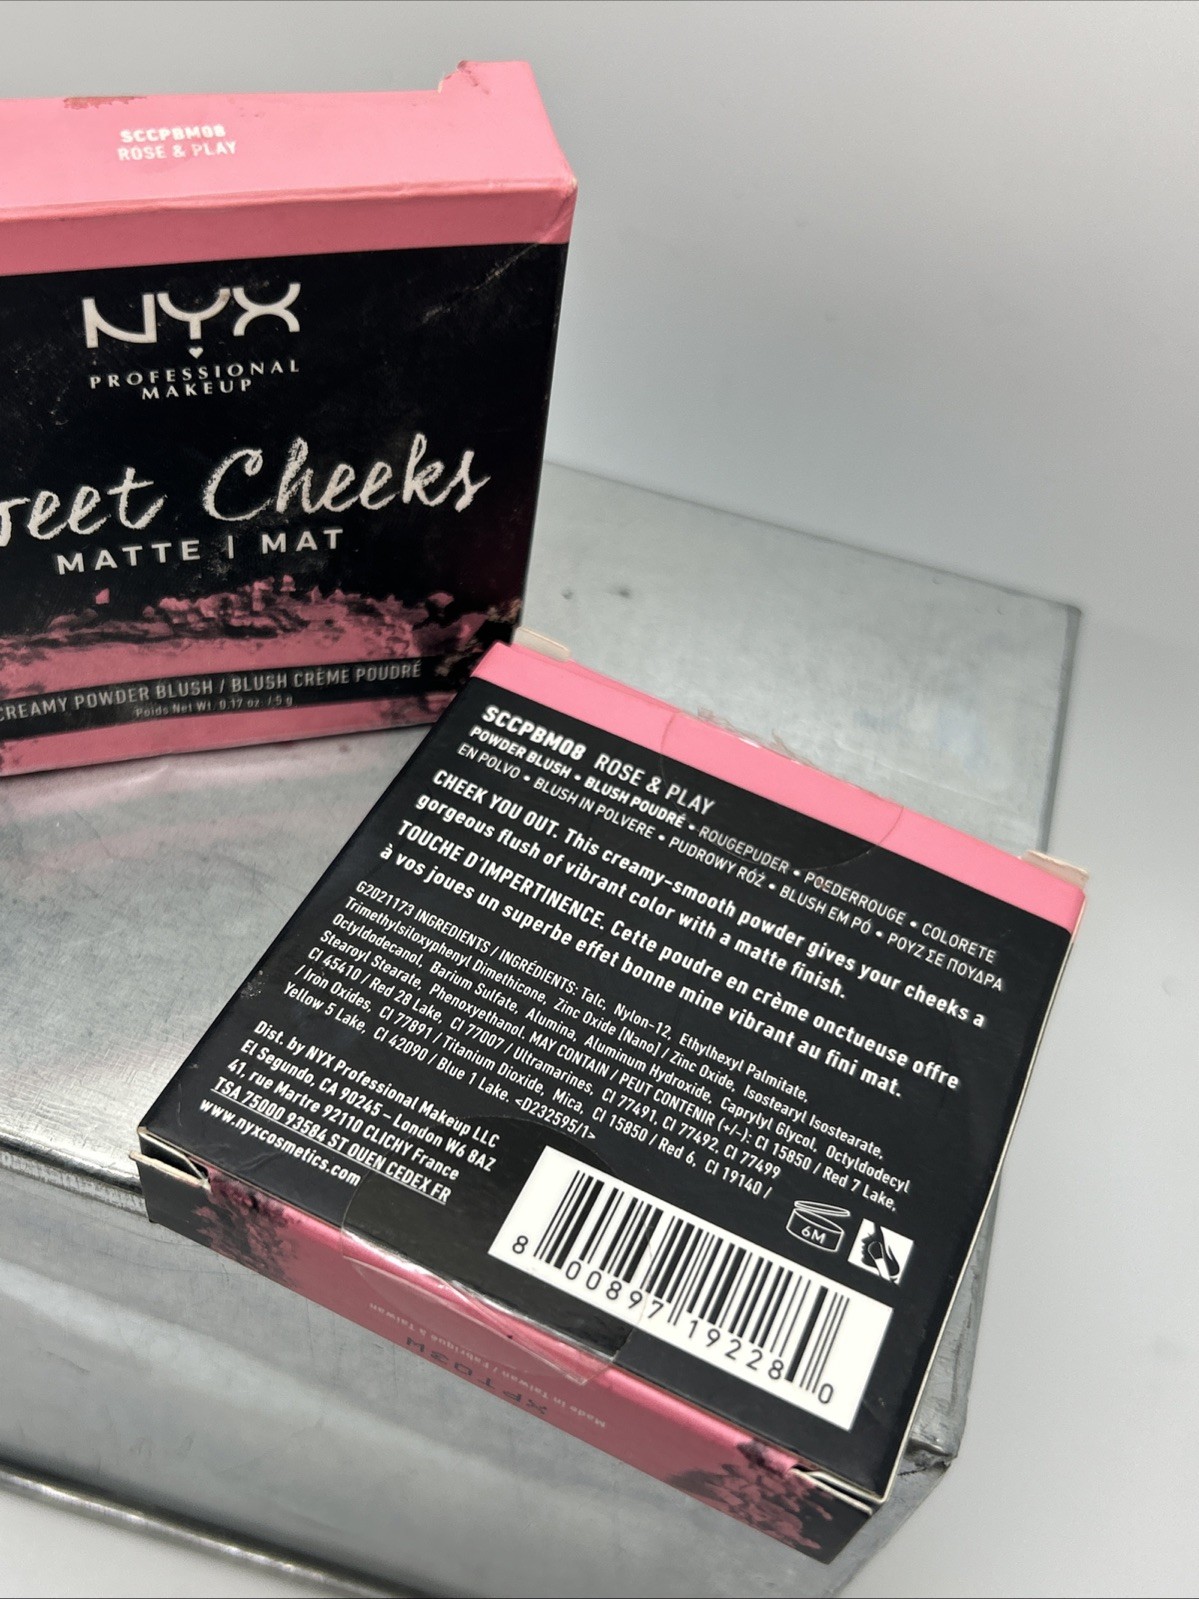 SCCPBM08
ROSE & PLAY
NYX
PROFESSIONAL
MAKEUP
eet Cheeks
MATTE | MAT
CREAMY POWDER BLUSH / BLUSH CRÈME POUDRÉ
Poids Net Wt. 0.17 oz. / 5 g
SCCPBM08 ROSE & PLAY
POWDER BLUSH • BLUSH POUDRÉ • ROUGEPUDER • POEDERROUGE • COLORETE
EN POLVO • BLUSH IN POLVERE • PUDROWY RÓŻ • BLUSH EM PÓ • ΡΟΥΖ ΣΕ ΠΟΥΔΡΑ
CHEEK YOU OUT. This creamy-smooth powder gives your cheeks a
gorgeous flush of vibrant color with a matte finish.
TOUCHE D'IMPERTINENCE. Cette poudre en crème onctueuse offre
à vos joues un superbe effet bonne mine vibrant au fini mat.
G2021173 INGREDIENTS / INGRÉDIENTS: Talc, Nylon-12, Ethylhexyl Palmitate,
Trimethylsiloxyphenyl Dimethicone, Zinc Oxide [Nano] / Zinc Oxide, Isostearyl Isostearate,
Octyldodecanol, Barium Sulfate, Alumina, Aluminum Hydroxide, Caprylyl Glycol, Octyldodecyl
Stearoyl Stearate, Phenoxyethanol. MAY CONTAIN / PEUT CONTENIR (+/-): CI 15850 / Red 7 Lake,
CI 45410 / Red 28 Lake, CI 77007 / Ultramarines, CI 77491, CI 77492, CI 77499
/ Iron Oxides, CI 77891 / Titanium Dioxide, Mica, CI 15850 / Red 6, CI 19140 /
Yellow 5 Lake, CI 42090 / Blue 1 Lake. <D232595/1>
Dist. by NYX Professional Makeup LLC
El Segundo, CA 90245 – London W6 8AZ
41, rue Martre 92110 CLICHY France
TSA 75000 93584 ST OUEN CEDEX FR
www.nyxcosmetics.com
6M
8 00897 19228 0
Made in Taiwan / Fabriqué à Taïwan